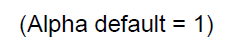 (Alpha default = 1)